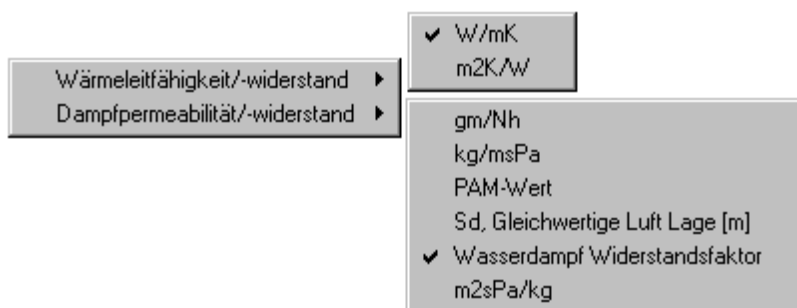 W/mK
m2K/W
Wärmeleitfähigkeit/-widerstand
Dampfpermeabilität/-widerstand
gm/Nh
kg/msPa
PAM-Wert
Sd, Gleichwertige Luft Lage [m]
Wasserdampf Widerstandsfaktor
m2sPa/kg